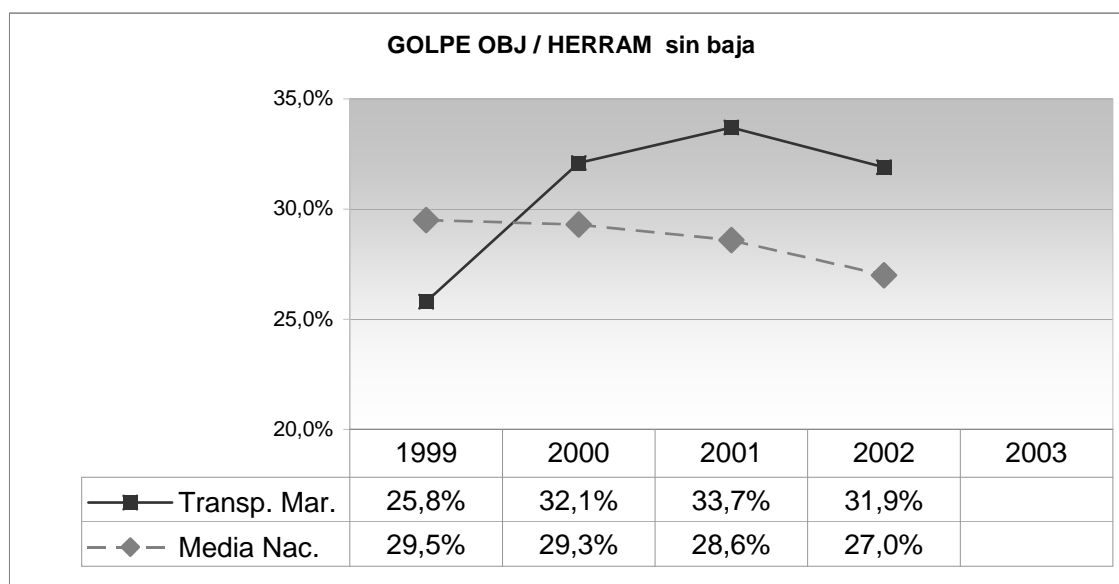 GOLPE OBJ / HERRAM sin baja
35,0%
30,0%
25,0%
20,0%
1999 2000 2001 2002 2003
Transp. Mar. 25,8% 32,1% 33,7% 31,9%
Media Nac. 29,5% 29,3% 28,6% 27,0%